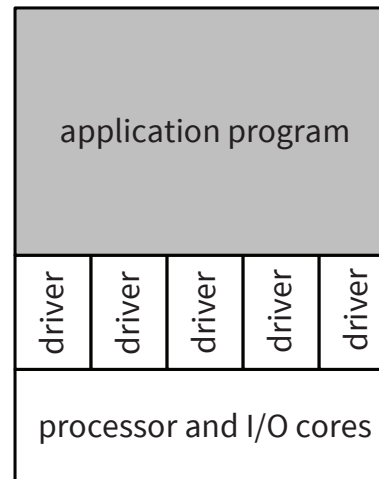 application program
driver
driver
driver
driver
driver
processor and I/O cores